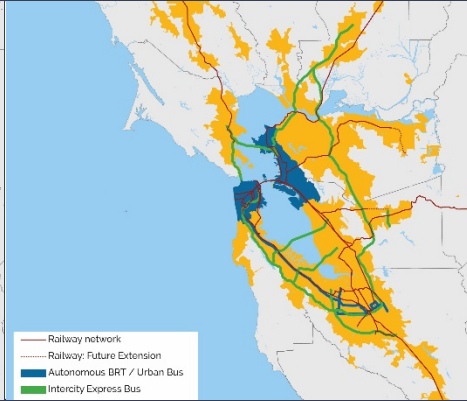 Railway network
Railway: Future Extension
Autonomous BRT / Urban Bus
Intercity Express Bus